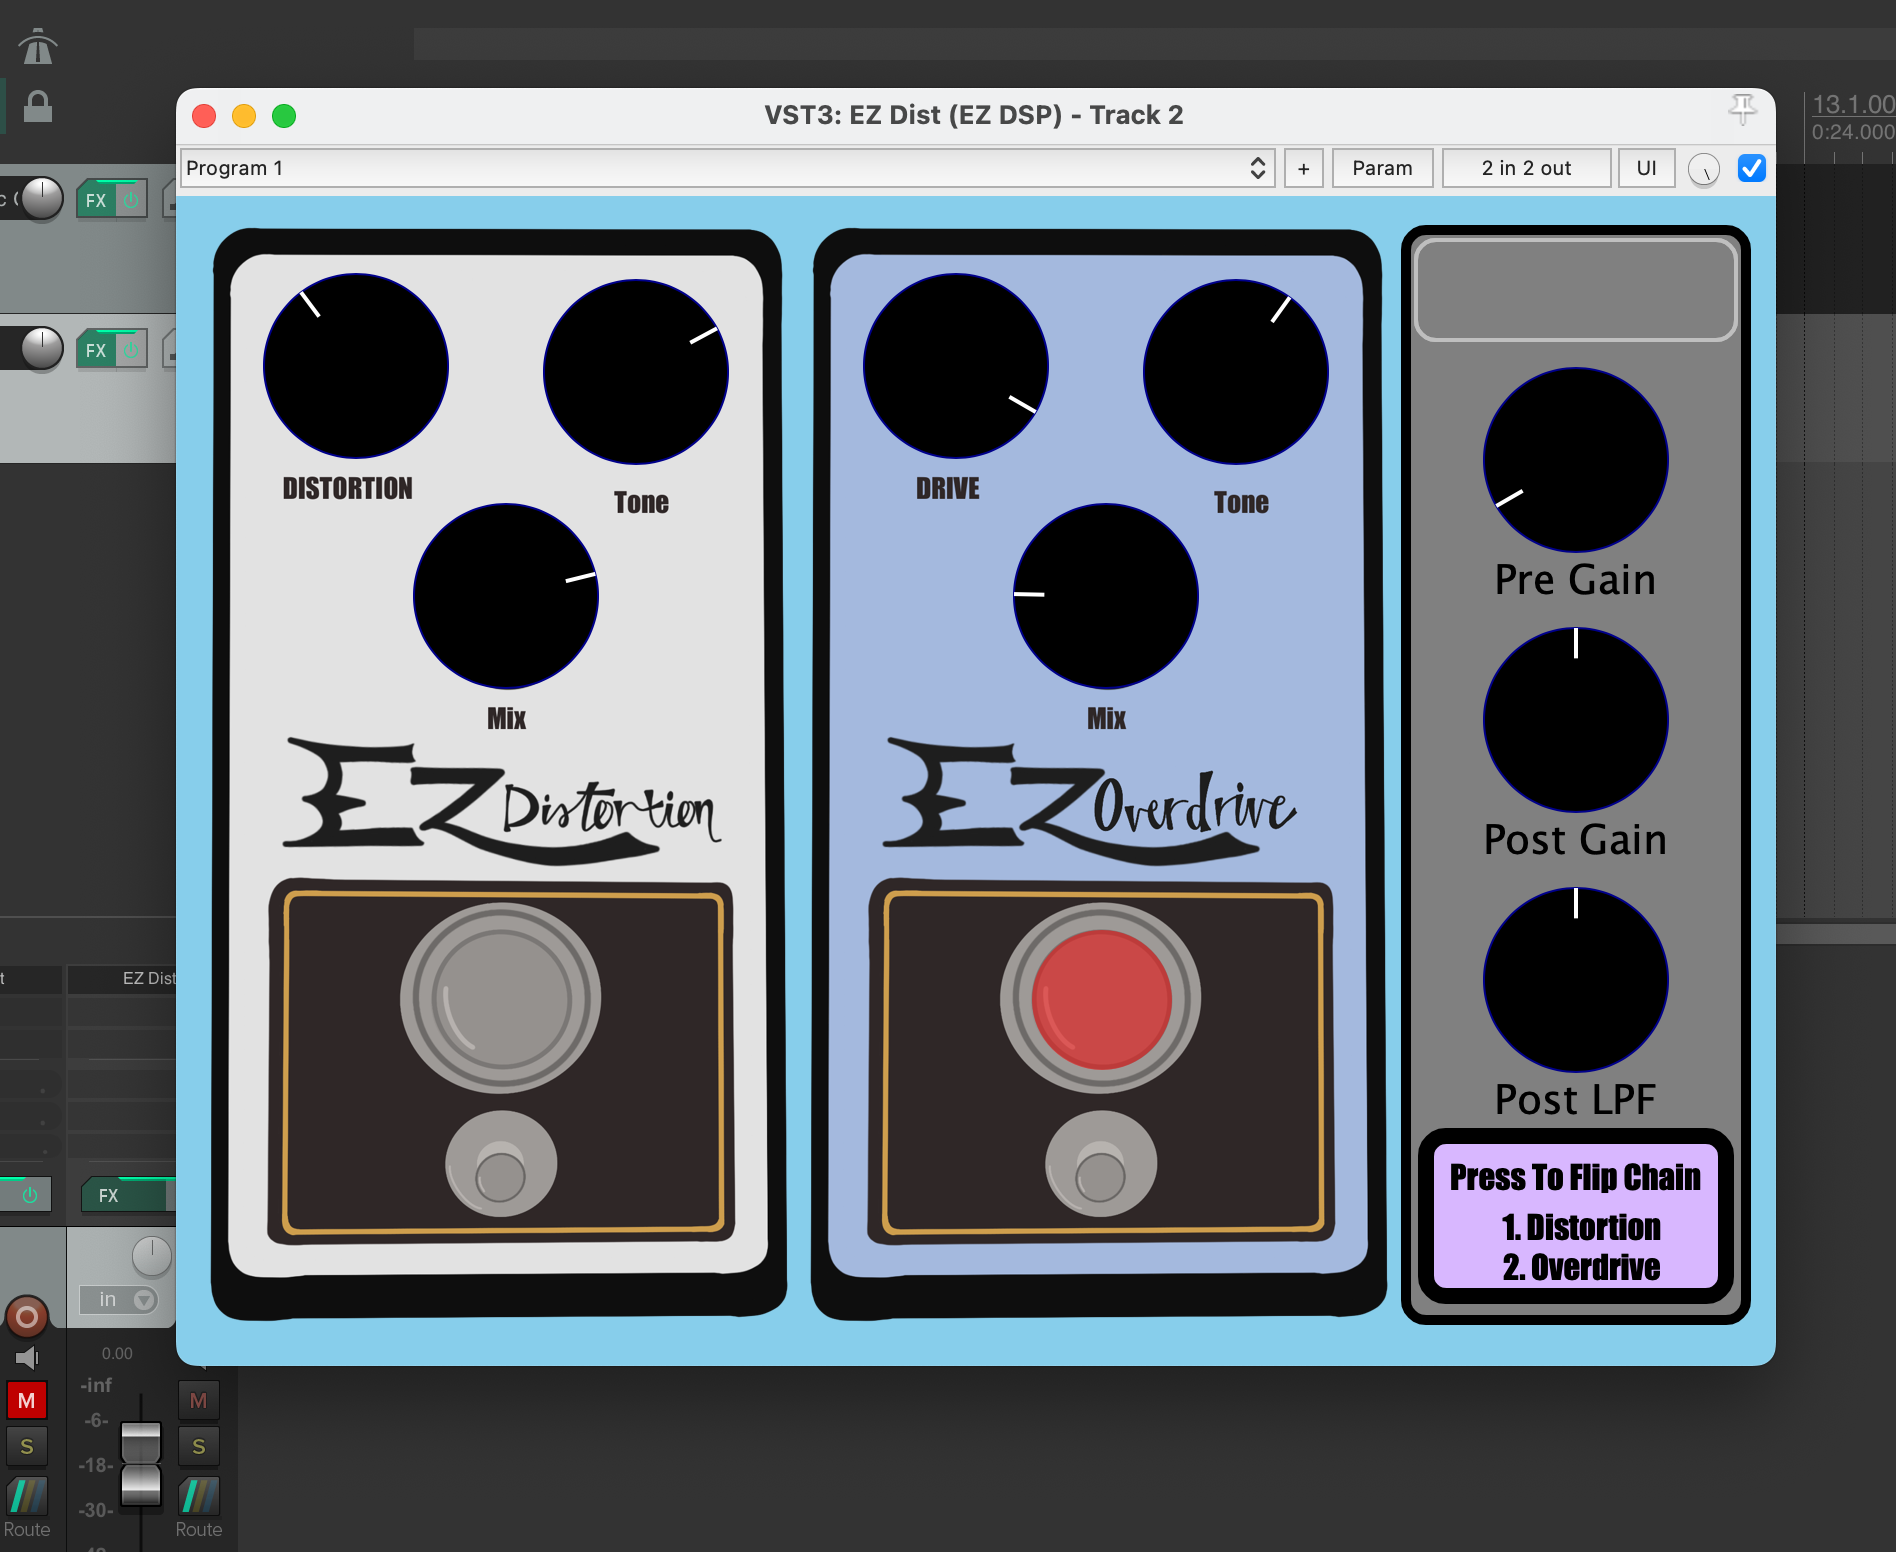 VST3: EZ Dist (EZ DSP) - Track 2
13.1.00
0:24.000
Program 1
+
Param
2 in 2 out
UI
FX
FX
DISTORTION
Tone
Mix
EZ Distortion
DRIVE
Tone
Mix
EZ Overdrive
Pre Gain
Post Gain
Post LPF
Press To Flip Chain
1. Distortion
2. Overdrive
EZ Dist
FX
in
0.00
-inf
M
M
-6-
S
S
-18-
-30-
Route
Route